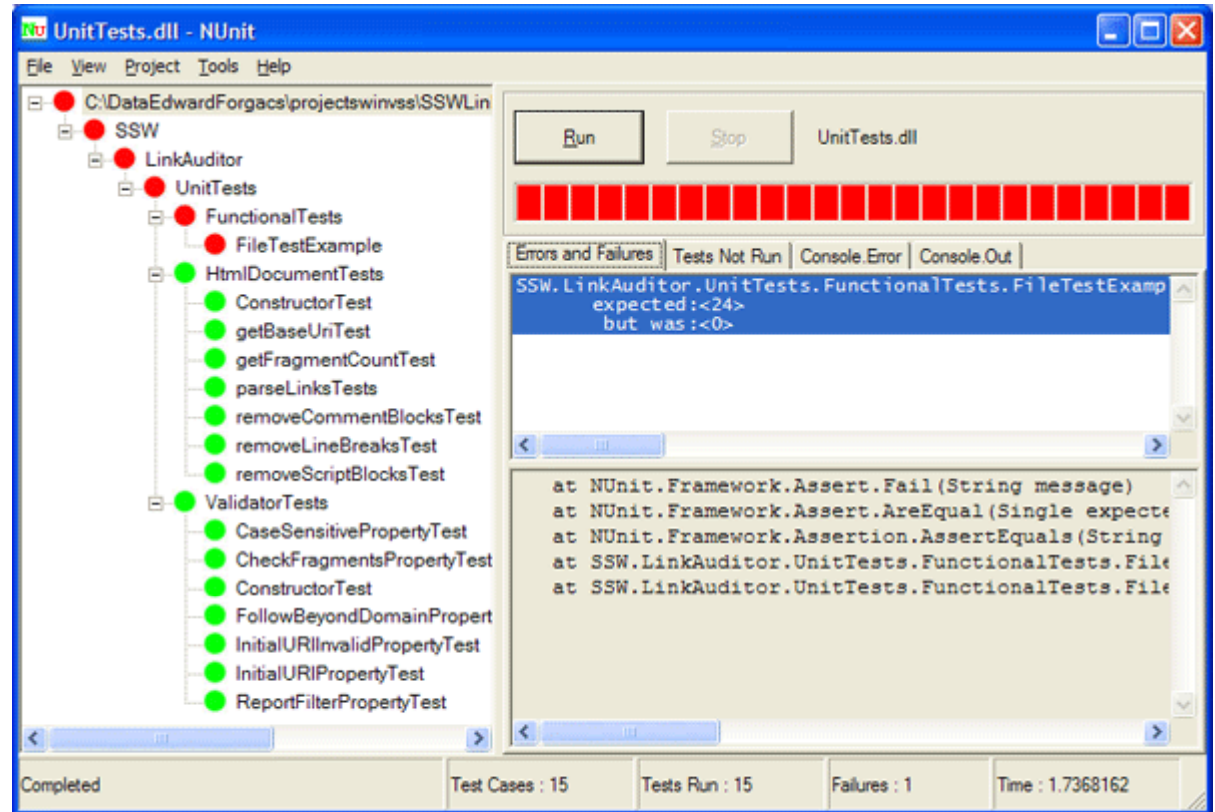 NU UnitTests.dll - NUnit
File View Project Tools Help
C:\DataEdwardForgacs\projectswinvss\SSWLin
SSW
LinkAuditor
UnitTests
FunctionalTests
FileTestExample
HtmlDocumentTests
ConstructorTest
getBaseUriTest
getFragmentCountTest
parseLinksTests
removeCommentBlocksTest
removeLineBreaksTest
removeScriptBlocksTest
ValidatorTests
CaseSensitivePropertyTest
CheckFragmentsPropertyTest
ConstructorTest
FollowBeyondDomainPropert
InitialURIInvalidPropertyTest
InitialURIPropertyTest
ReportFilterPropertyTest
Run Stop UnitTests.dll
Errors and Failures Tests Not Run Console.Error Console.Out
SSW.LinkAuditor.UnitTests.FunctionalTests.FileTestExamp
expected:<24>
but was:<0>
at NUnit.Framework.Assert.Fail(String message)
at NUnit.Framework.Assert.AreEqual(Single expecte
at NUnit.Framework.Assertion.AssertEquals(String
at SSW.LinkAuditor.UnitTests.FunctionalTests.File
at SSW.LinkAuditor.UnitTests.FunctionalTests.File
Completed Test Cases : 15 Tests Run : 15 Failures : 1 Time : 1.7368162